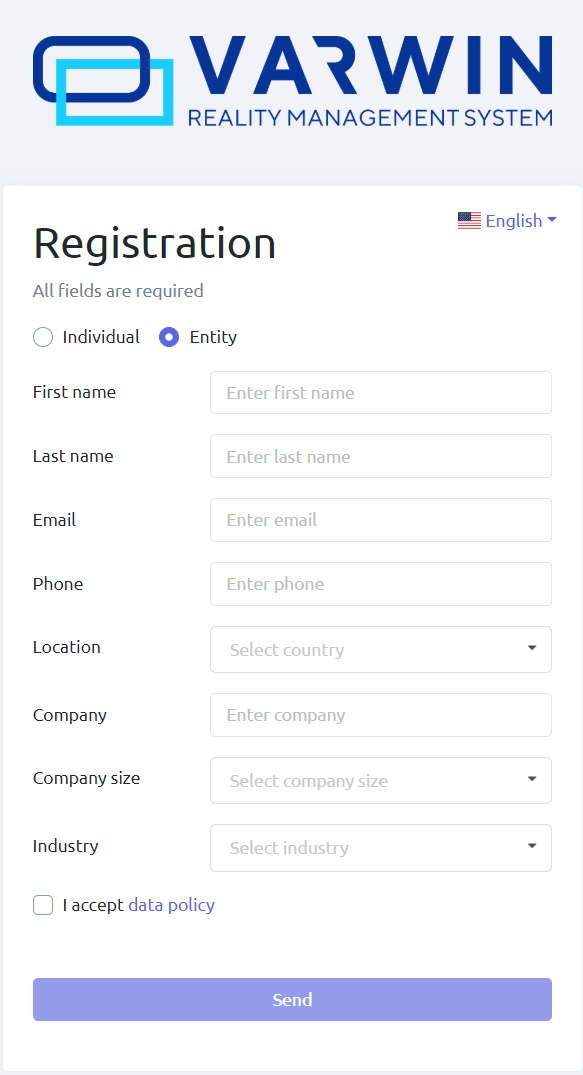 VARWIN
REALITY MANAGEMENT SYSTEM
English
Registration
All fields are required
Individual Entity
First name Enter first name
Last name Enter last name
Email Enter email
Phone Enter phone
Location Select country
Company Enter company
Company size Select company size
Industry Select industry
I accept data policy
Send